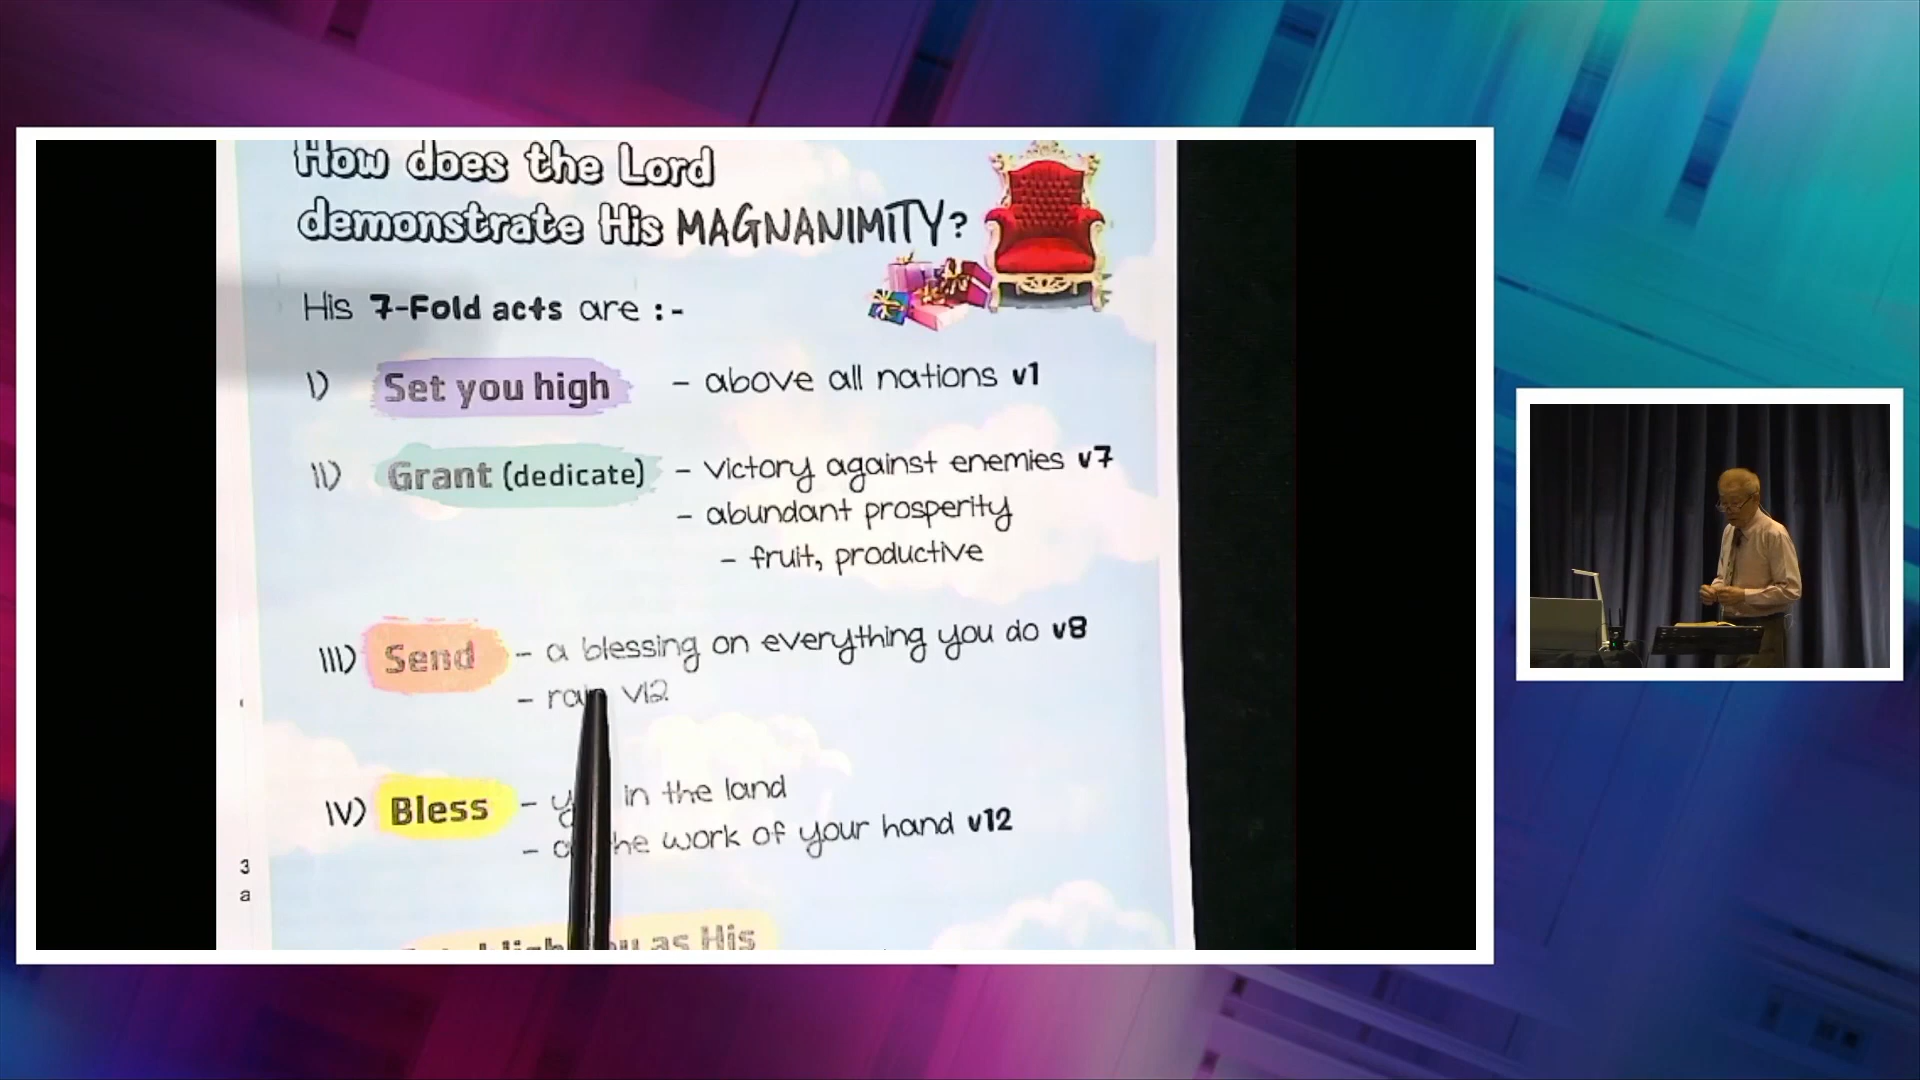 How does the Lord
demonstrate His MAGNANIMITY?
His 7-Fold acts are :-
I) Set you high - above all nations v1
II) Grant (dedicate) - victory against enemies v7
- abundant prosperity
- fruit, productive
III) Send - a blessing on everything you do v8
- v12
IV) Bless - in the land
- the work of your hand v12
as His
3
a